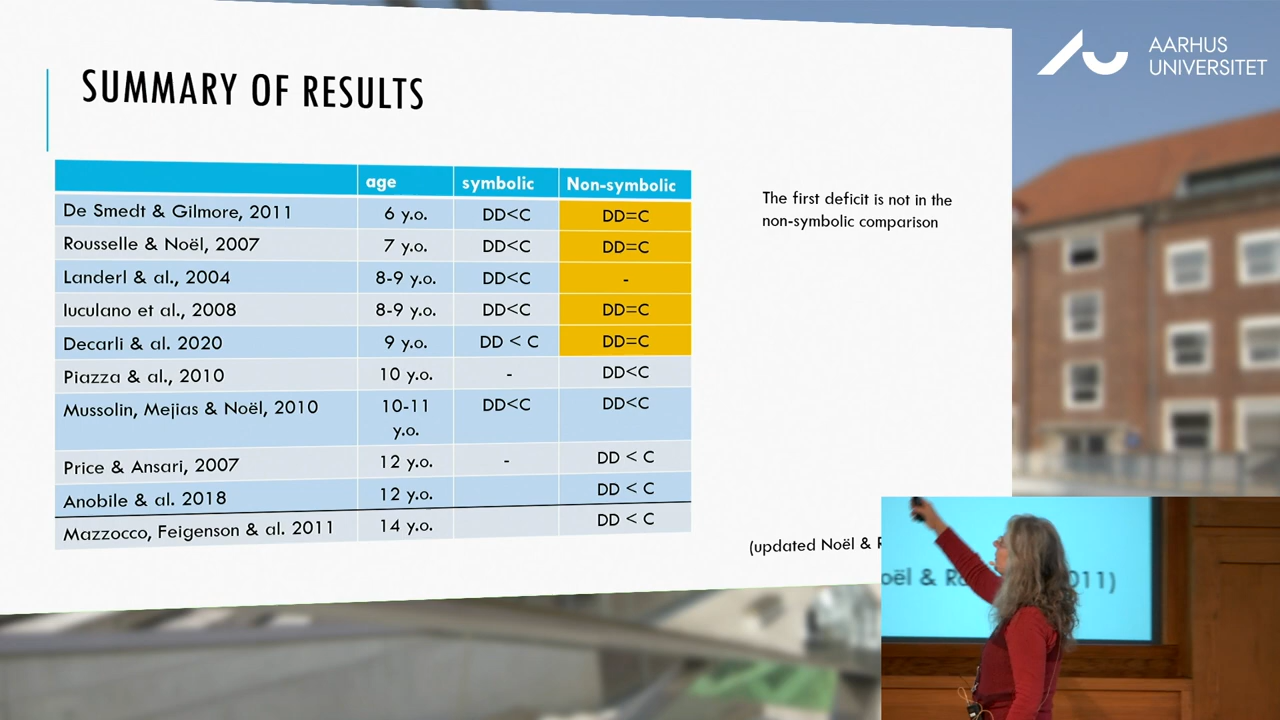 AARHUS
UNIVERSITET
SUMMARY OF RESULTS
age symbolic Non-symbolic
De Smedt & Gilmore, 2011 6 y.o. DD<C DD=C
Rousselle & Noël, 2007 7 y.o. DD<C DD=C
Landerl & al., 2004 8-9 y.o. DD<C -
Iuculano et al., 2008 8-9 y.o. DD<C DD=C
Decarli & al. 2020 9 y.o. DD < C DD=C
Piazza & al., 2010 10 y.o. - DD<C
Mussolin, Mejias & Noël, 2010 10-11 y.o. DD<C DD<C
Price & Ansari, 2007 12 y.o. - DD < C
Anobile & al. 2018 12 y.o. DD < C
Mazzocco, Feigenson & al. 2011 14 y.o. DD < C
The first deficit is not in the
non-symbolic comparison
(updated Noël &
oël & 011)